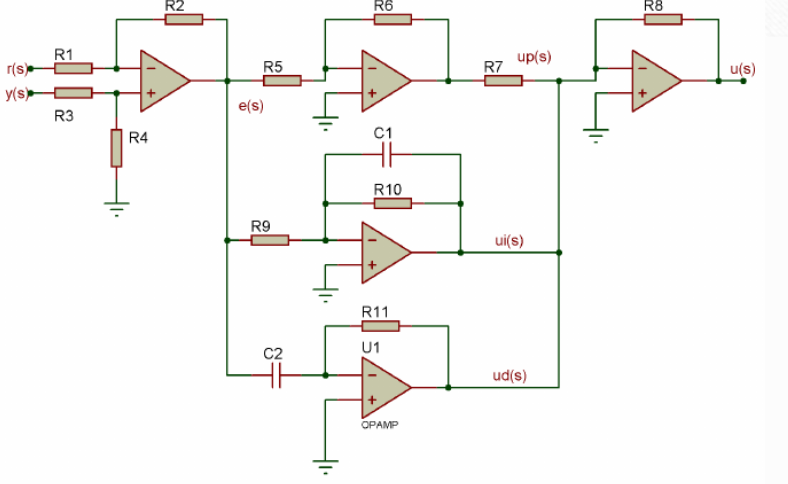 R2
R6
R8
R1
r(s)
R5
R7
up(s)
u(s)
y(s)
R3
e(s)
R4
C1
R10
R9
ui(s)
R11
C2
U1
ud(s)
OPAMP